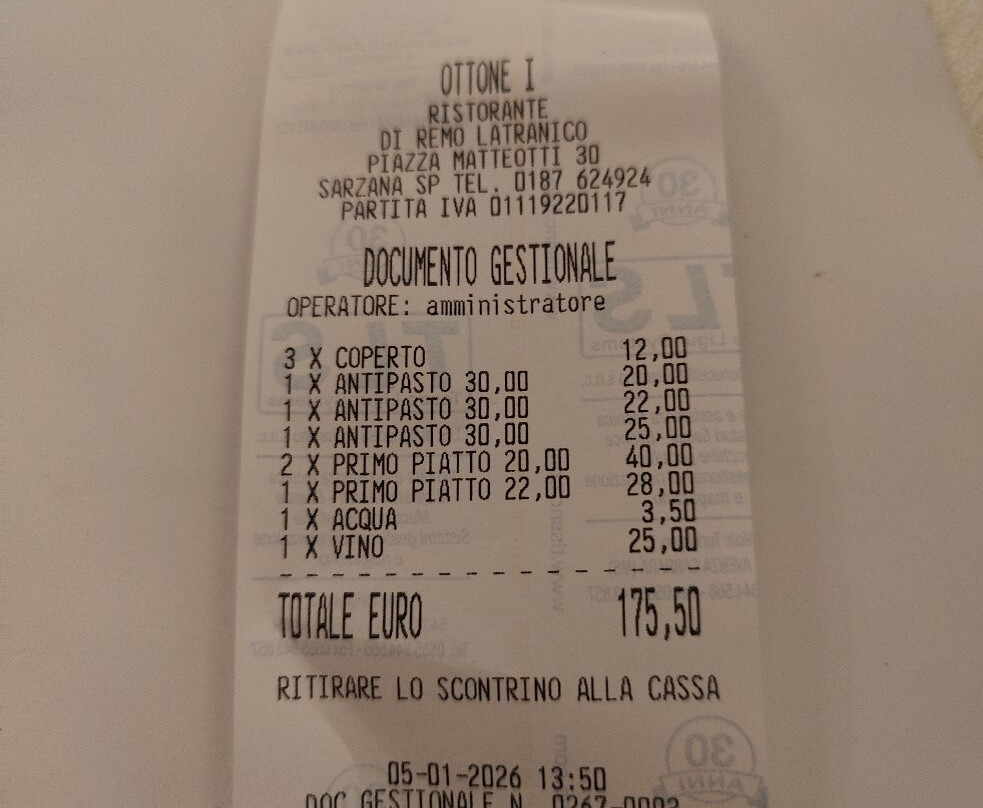 OTTONE I
RISTORANTE
DI REMO LATRANICO
PIAZZA MATTEOTTI 30
SARZANA SP TEL. 0187 624924
PARTITA IVA 01119220117
DOCUMENTO GESTIONALE
OPERATORE: amministratore
3 X COPERTO 12,00
1 X ANTIPASTO 30,00 20,00
1 X ANTIPASTO 30,00 22,00
1 X ANTIPASTO 30,00 25,00
2 X PRIMO PIATTO 20,00 40,00
1 X PRIMO PIATTO 22,00 28,00
1 X ACQUA 3,50
1 X VINO 25,00
TOTALE EURO 175,50
RITIRARE LO SCONTRINO ALLA CASSA
05-01-2026 13:50
DOC.GESTIONALE N. 0267-0002